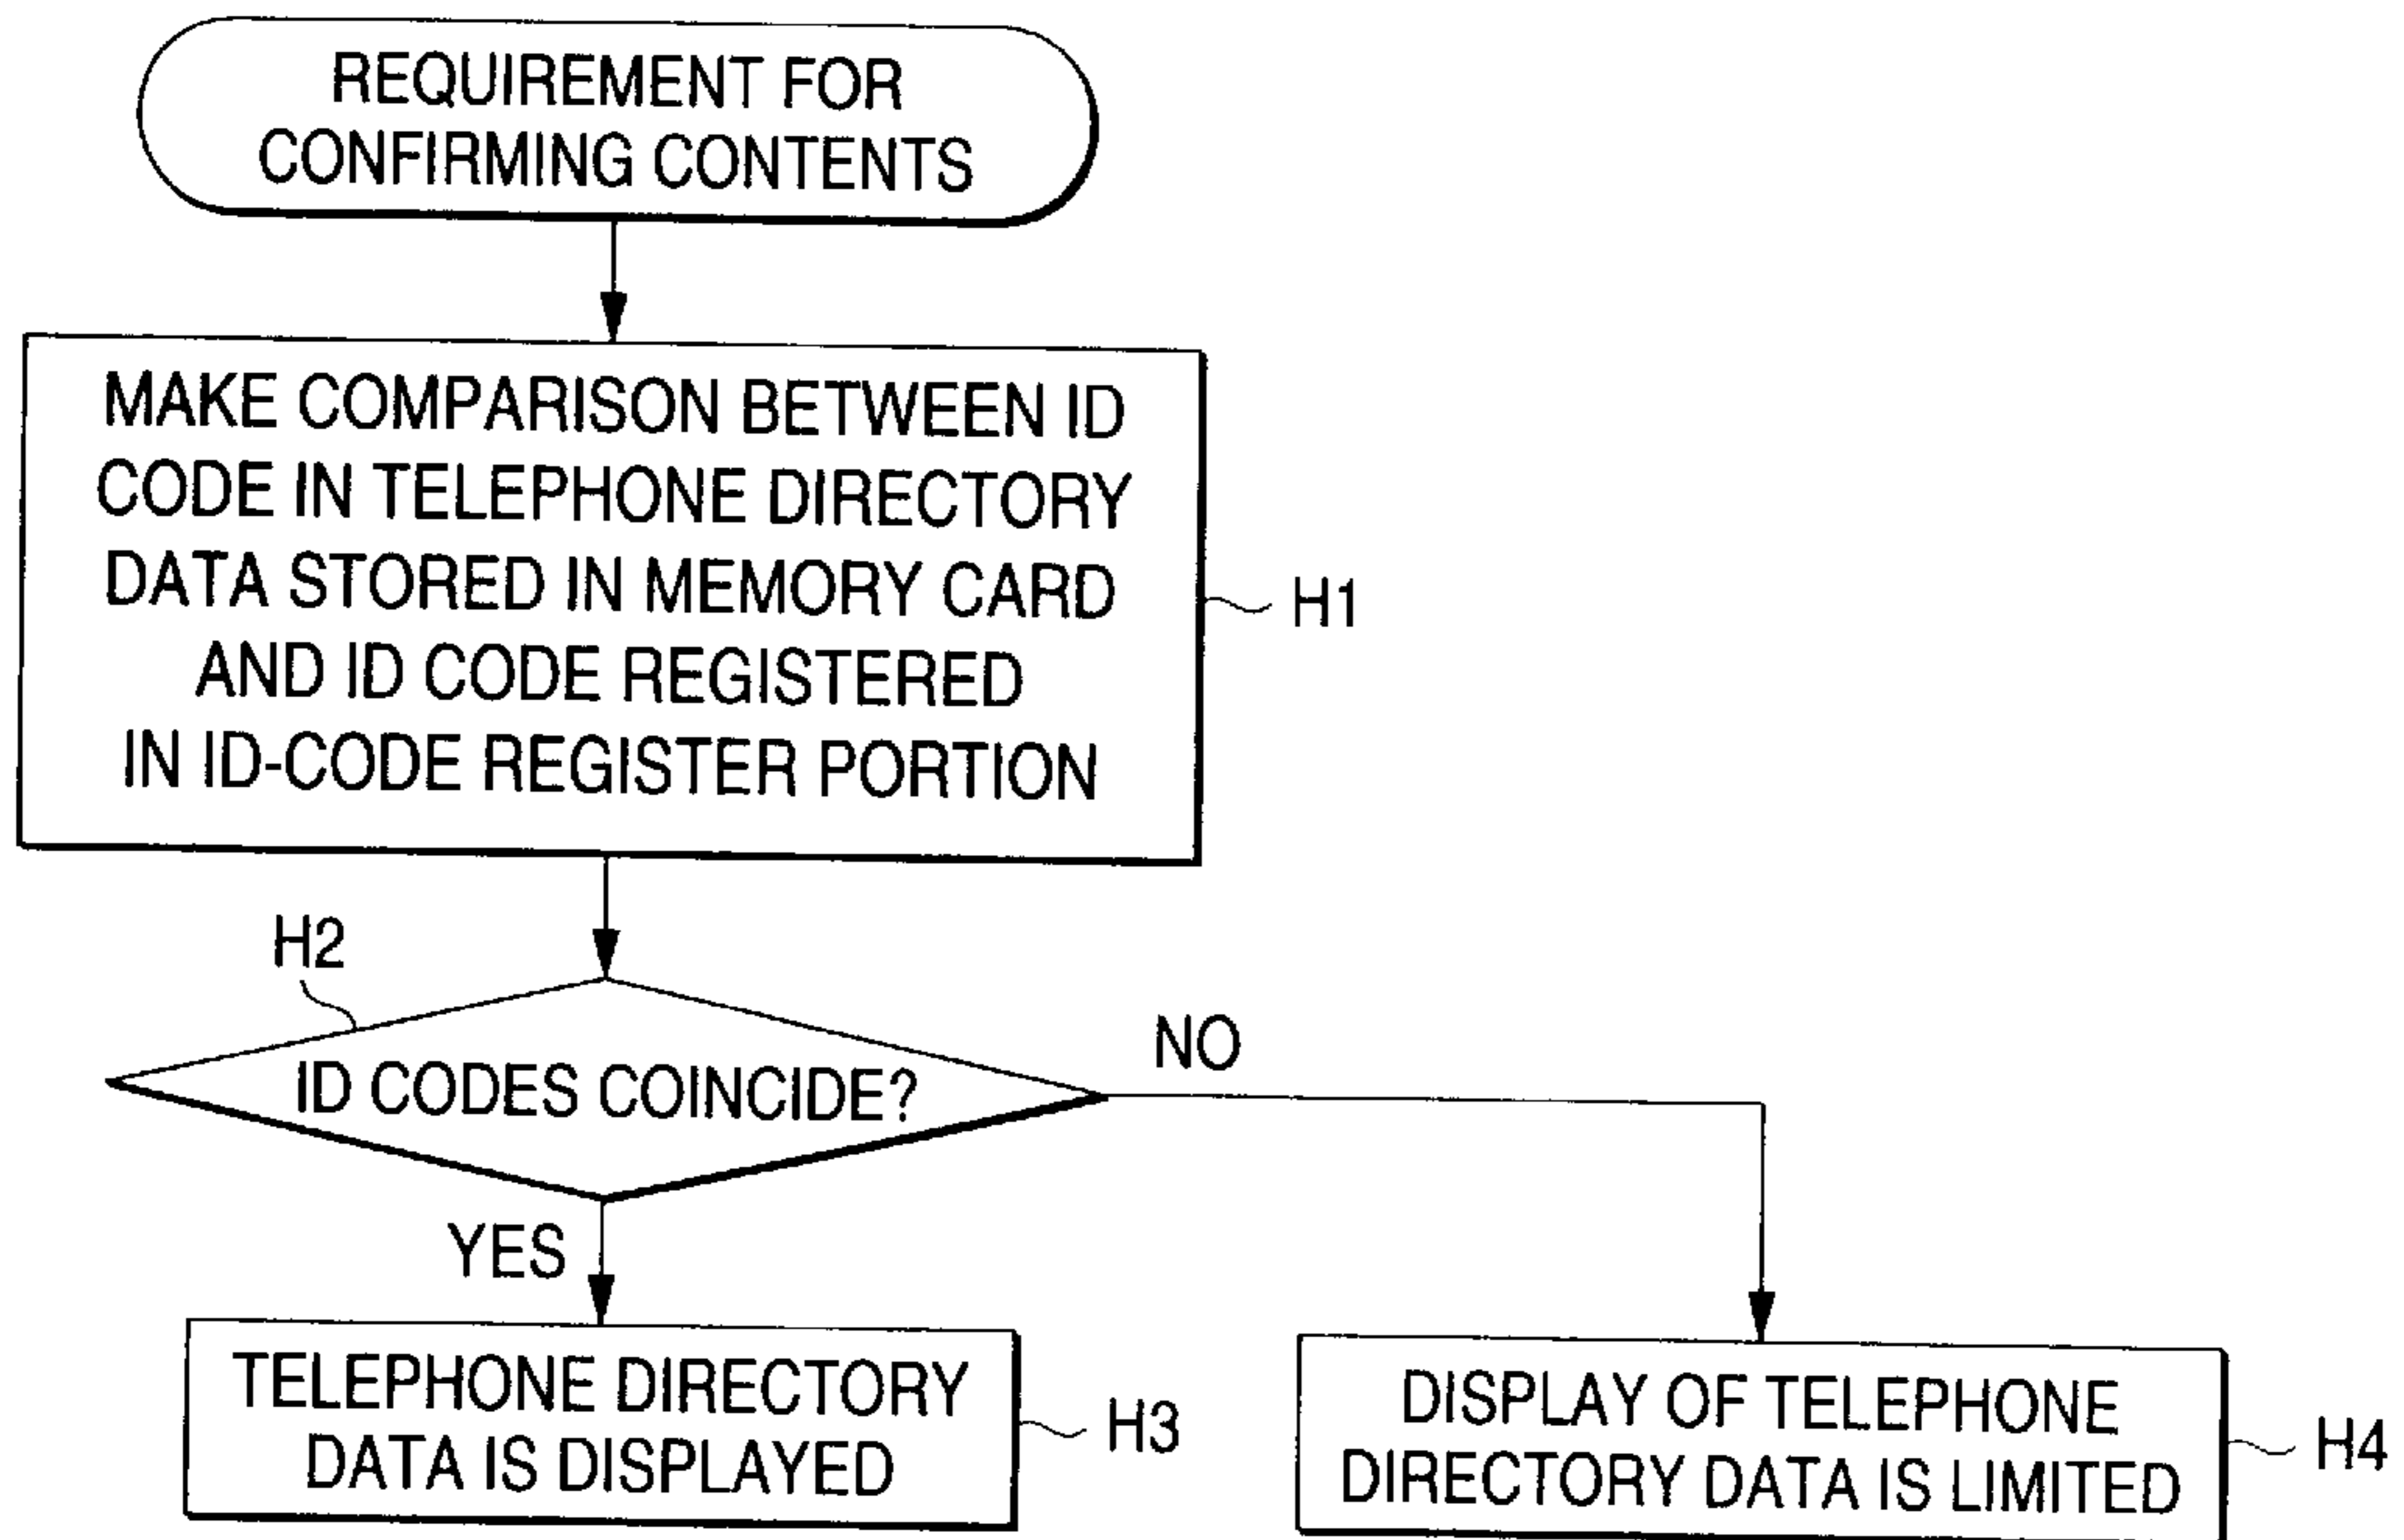 REQUIREMENT FOR
CONFIRMING CONTENTS
MAKE COMPARISON BETWEEN ID
CODE IN TELEPHONE DIRECTORY
DATA STORED IN MEMORY CARD
AND ID CODE REGISTERED
IN ID-CODE REGISTER PORTION
H1
H2
ID CODES COINCIDE?
NO
YES
TELEPHONE DIRECTORY
DATA IS DISPLAYED
H3
DISPLAY OF TELEPHONE
DIRECTORY DATA IS LIMITED
H4